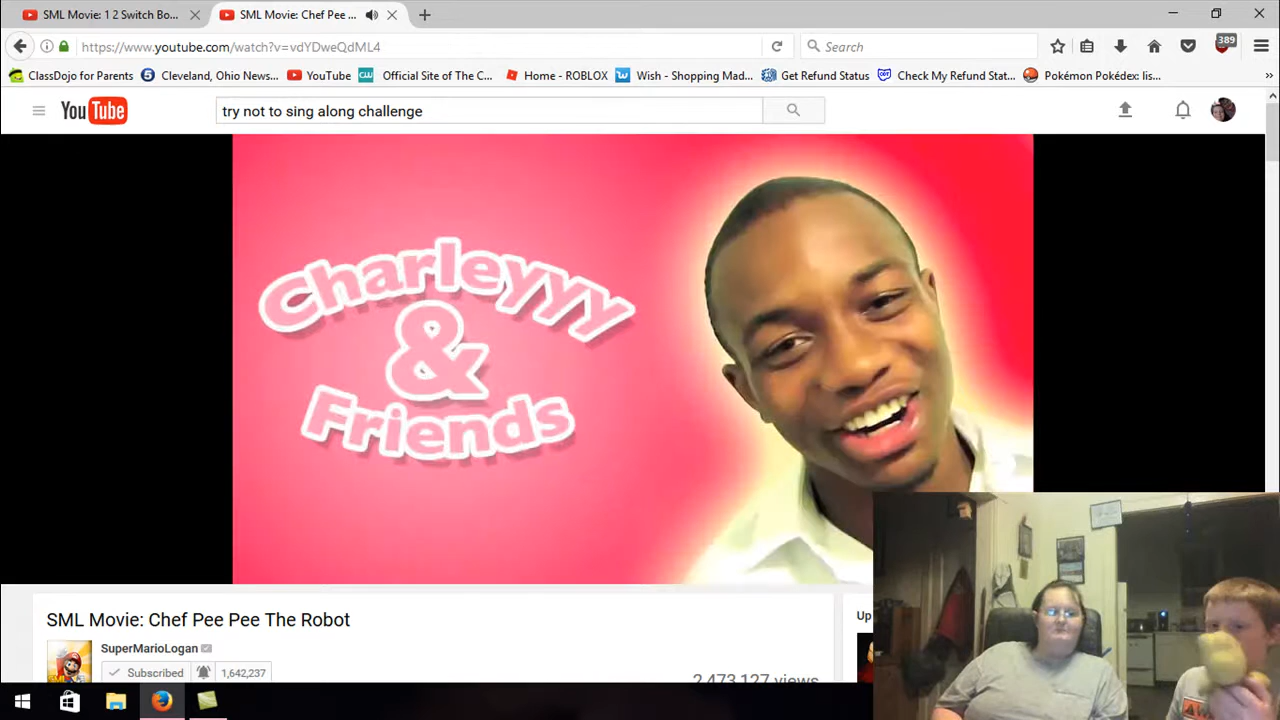 SML Movie: 1 2 Switch Bo...
SML Movie: Chef Pee Pee ...
https://www.youtube.com/watch?v=vdYDweQdML4
Search
389
ClassDojo for Parents
Cleveland, Ohio News...
YouTube
CW Official Site of The C...
Home - ROBLOX
Wish - Shopping Mad...
Get Refund Status
Check My Refund Stat...
Pokémon Pokédex: lis...
YouTube
try not to sing along challenge
Charleyyy
&
Friends
SML Movie: Chef Pee Pee The Robot
Up
SuperMarioLogan
Subscribed
1,642,237
2,473,127 views